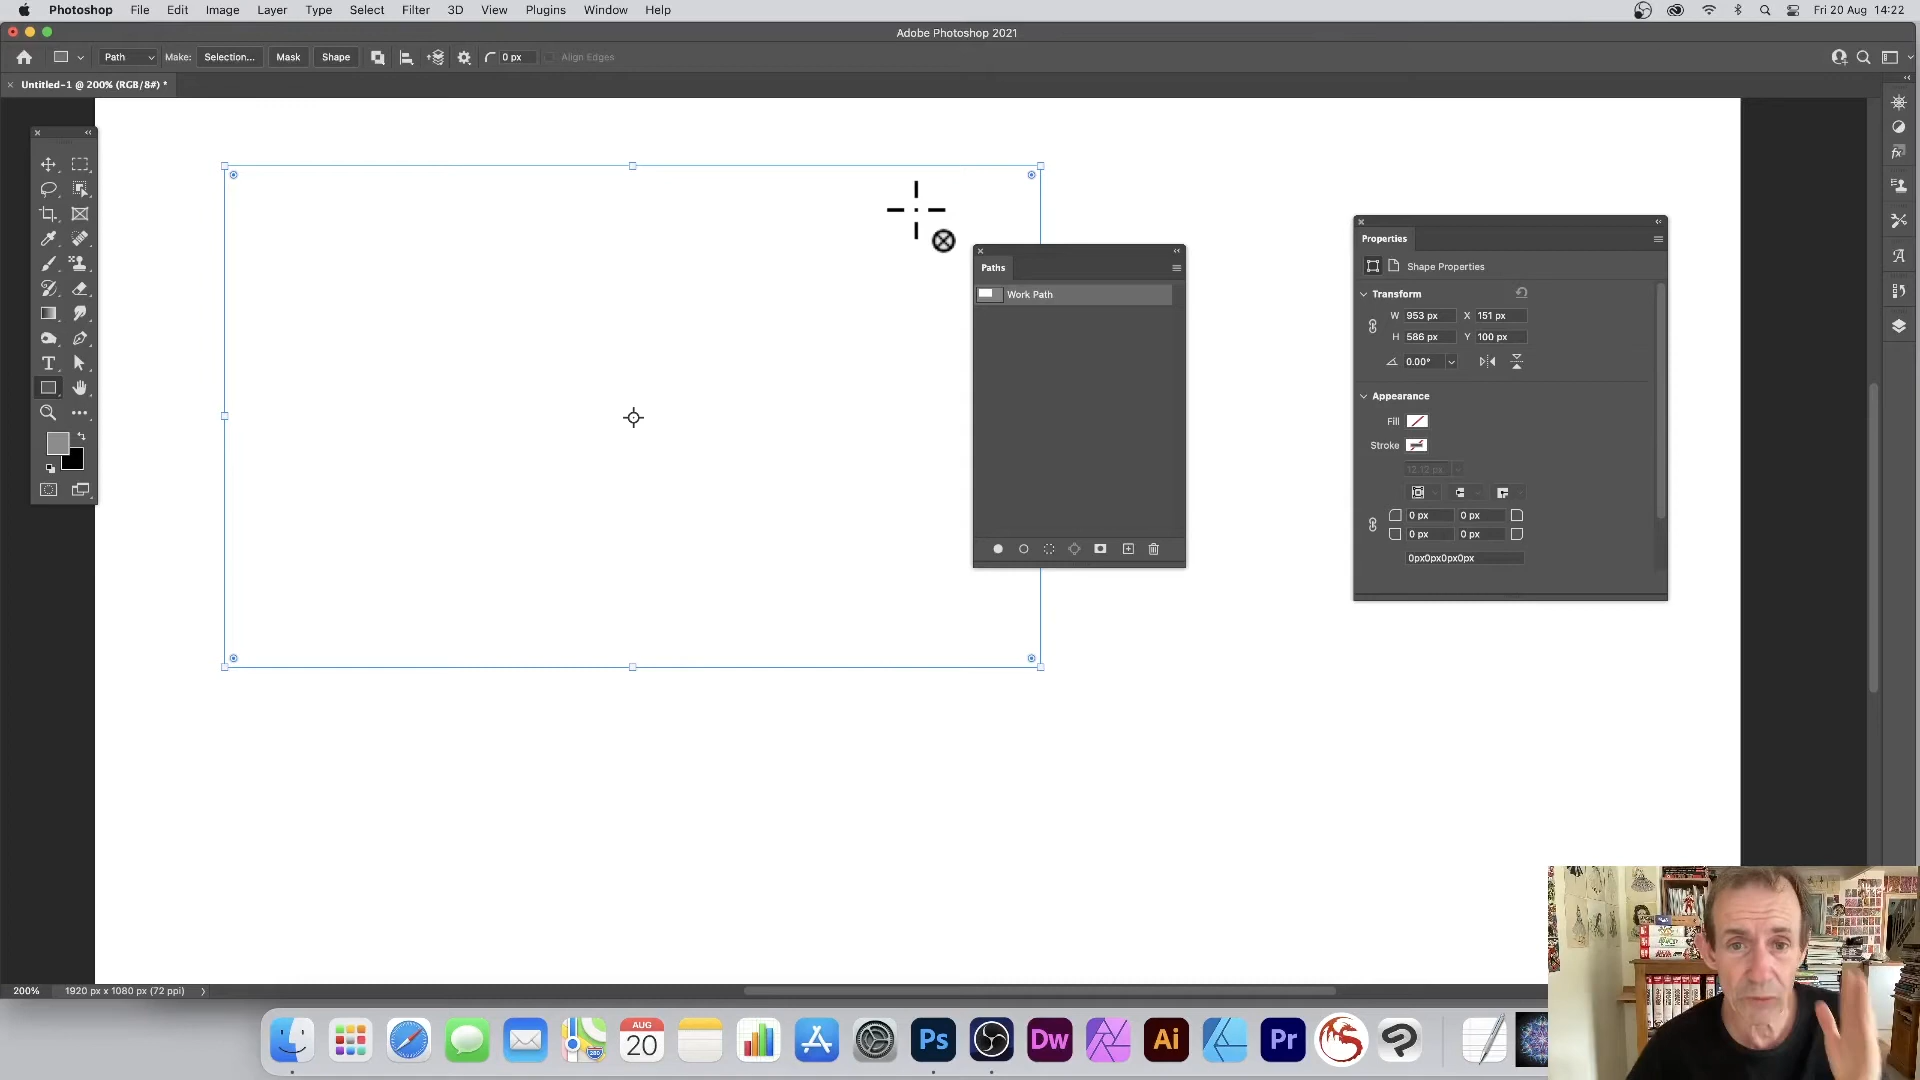 Photoshop File Edit Image Layer Type Select Filter 3D View Plugins Window Help Fri 20 Aug 14:22
Adobe Photoshop 2021
Path Make: Selection... Mask Shape 0 px Align Edges
Untitled-1 @ 200% (RGB/8#) *
Paths
Work Path
Properties
Shape Properties
Transform
W 953 px X 151 px
H 586 px Y 100 px
0.00°
Appearance
Fill
Stroke
12.12 px
0 px 0 px
0 px 0 px
0px0px0px0px
T
A
fx
200% 1920 px x 1080 px (72 ppi)
AUG
20
280
Ps
Dw
Ai
Pr